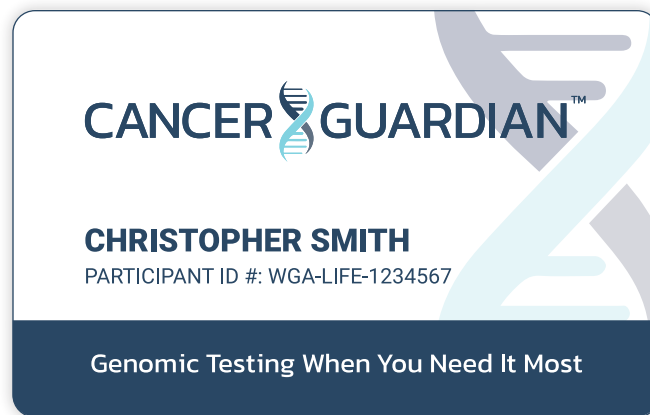 CANCER GUARDIAN™
CHRISTOPHER SMITH
PARTICIPANT ID #: WGA-LIFE-1234567
Genomic Testing When You Need It Most